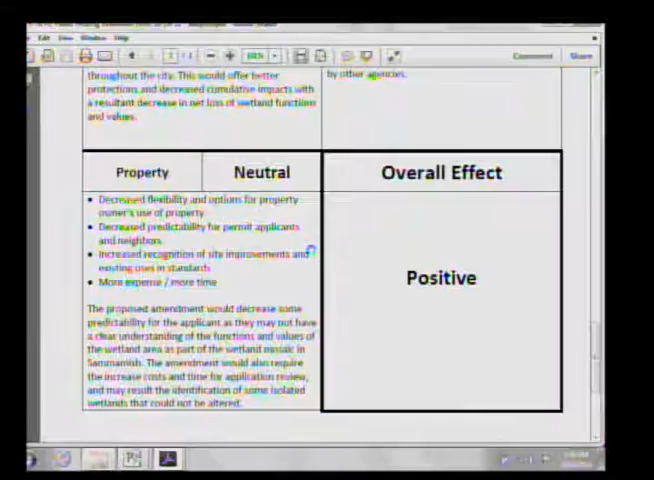 Edit View Window Help
Comment
Share
throughout the city. This would offer better
protections and decreased cumulative impacts with
a resultant decrease in net loss of wetland functions
and values.
by other agencies.
Property
Neutral
Overall Effect
• Decreased flexibility and options for property
owner's use of property
• Decreased predictability for permit applicants
and neighbors
• Increased recognition of site improvements and
existing uses in standards
• More expense / more time
The proposed amendment would decrease some
predictability for the applicant as they may not have
a clear understanding of the functions and values of
the wetland area as part of the wetland mosaic in
Sammamish. The amendment would also require
the increase costs and time for application review,
and may result the identification of some isolated
wetlands that could not be altered.
Positive